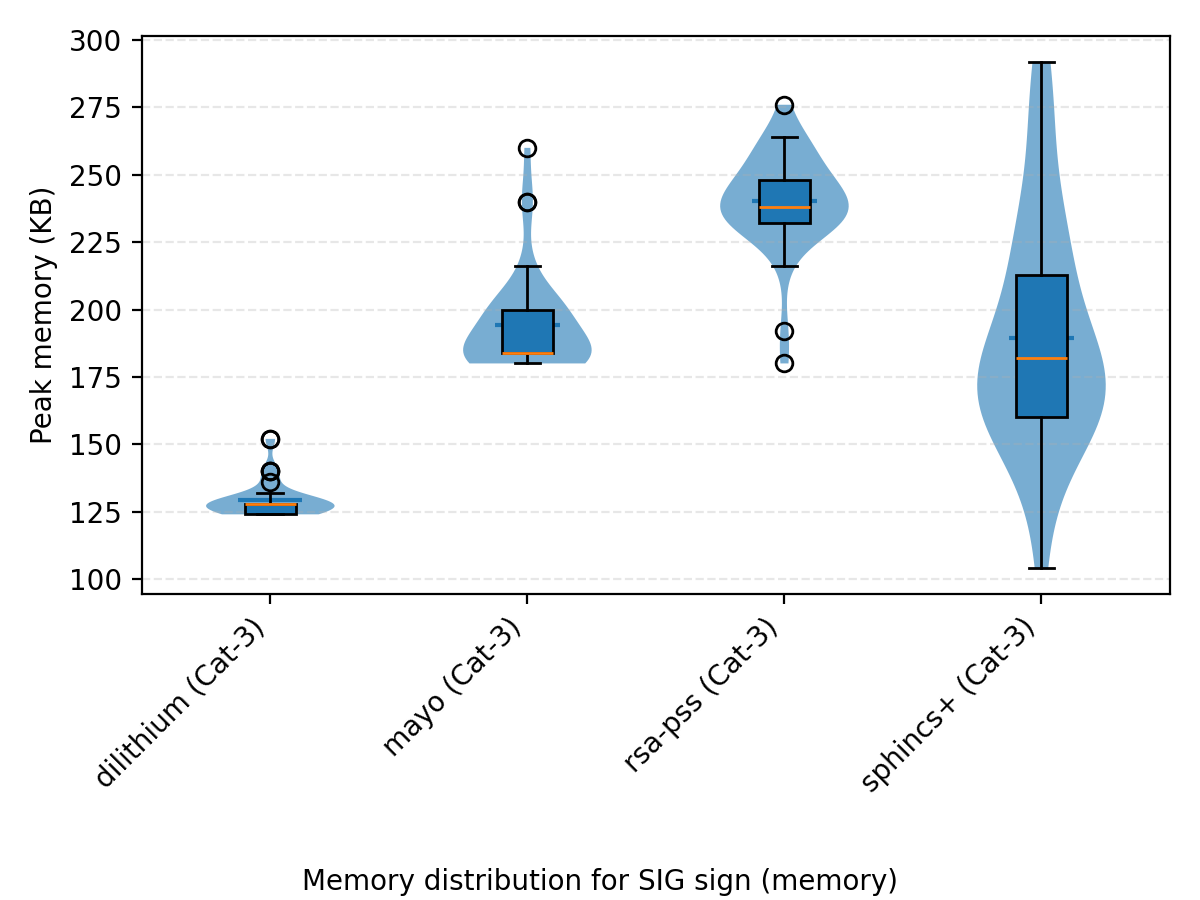 300
275
250
225
200
175
150
125
100
Peak memory (KB)
dilithium (Cat-3)
mayo (Cat-3)
rsa-pss (Cat-3)
sphincs+ (Cat-3)
Memory distribution for SIG sign (memory)